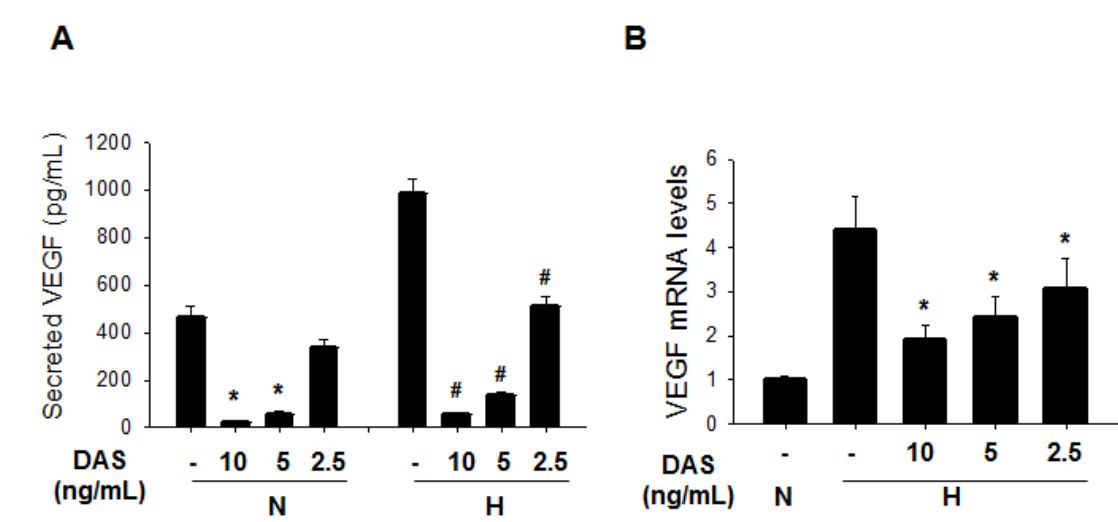 A
Secreted VEGF (pg/mL)
1200
1000
800
600
400
200
0
* * # # #
DAS (ng/mL)
- 10 5 2.5 - 10 5 2.5
N H
B
VEGF mRNA levels
6
5
4
3
2
1
0
* * *
DAS (ng/mL)
- - 10 5 2.5
N H